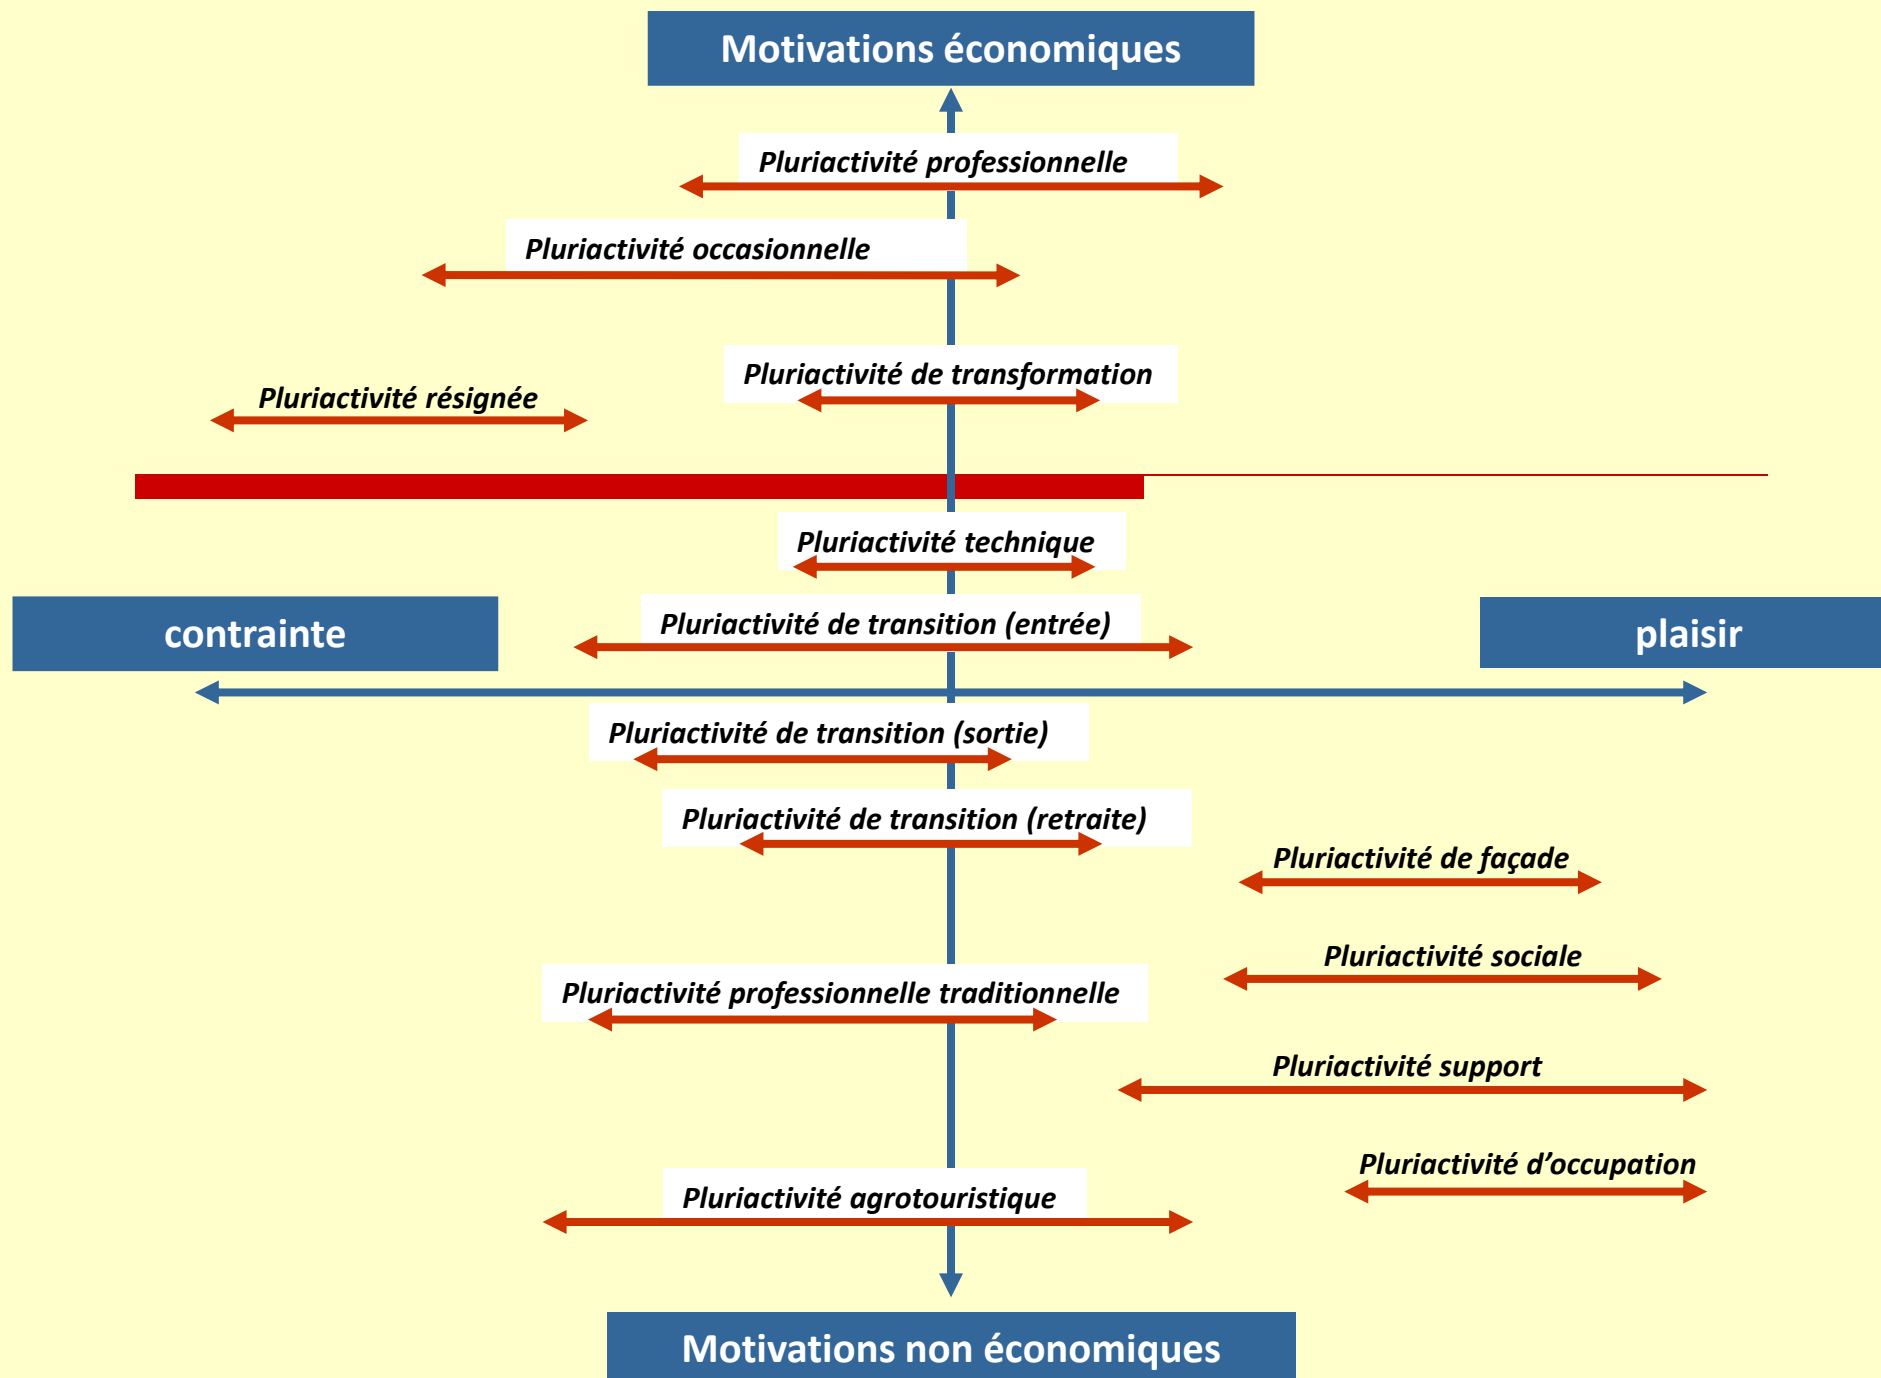 Motivations économiques
Pluriactivité professionnelle
Pluriactivité occasionnelle
Pluriactivité de transformation
Pluriactivité résignée
Pluriactivité technique
contrainte
Pluriactivité de transition (entrée)
plaisir
Pluriactivité de transition (sortie)
Pluriactivité de transition (retraite)
Pluriactivité de façade
Pluriactivité sociale
Pluriactivité professionnelle traditionnelle
Pluriactivité support
Pluriactivité d’occupation
Pluriactivité agrotouristique
Motivations non économiques